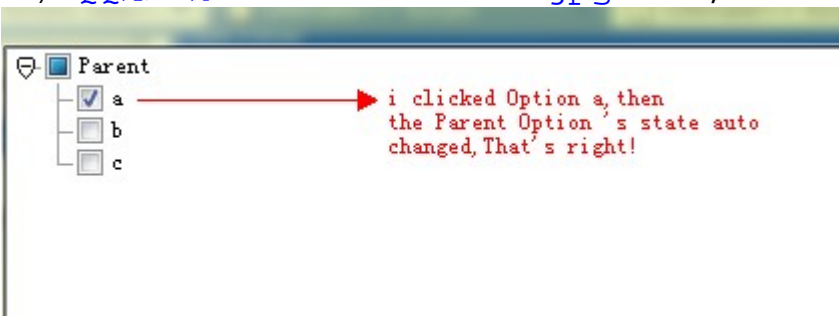 Parent
a
i clicked Option a,then
the Parent Option's state auto
changed,That's right!
b
c